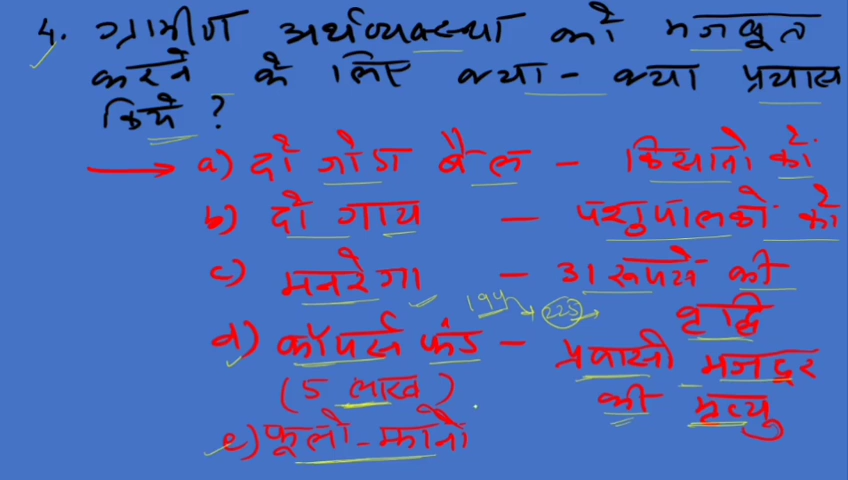 4. ग्रामीण अर्थव्यवस्था को मजबूत
करने के लिए क्या - क्या प्रयास
किये ?
→ a) दो गोडा बैल - किसानो को
b) दो गाय - पशुपालको को
c) मनरेगा - 31 रूपये की
194 → 225 → वृद्धि
d) कॉपर्स फंड - प्रवासी मजदूर
(5 लाख) की मृत्यु
e) फूलो - झानो